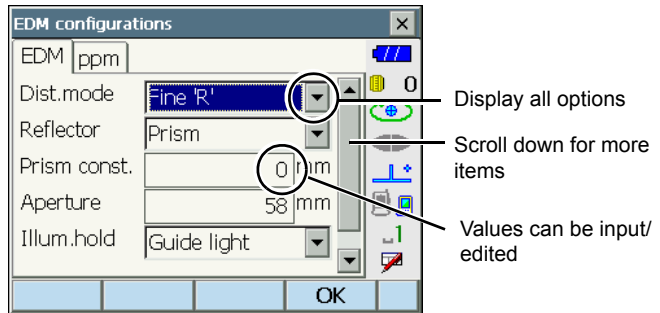 EDM configurations
EDM ppm
Dist.mode Fine 'R'
Reflector Prism
Prism const. 0 mm
Aperture 58 mm
Illum.hold Guide light
OK
0
1
Display all options
Scroll down for more
items
Values can be input/
edited